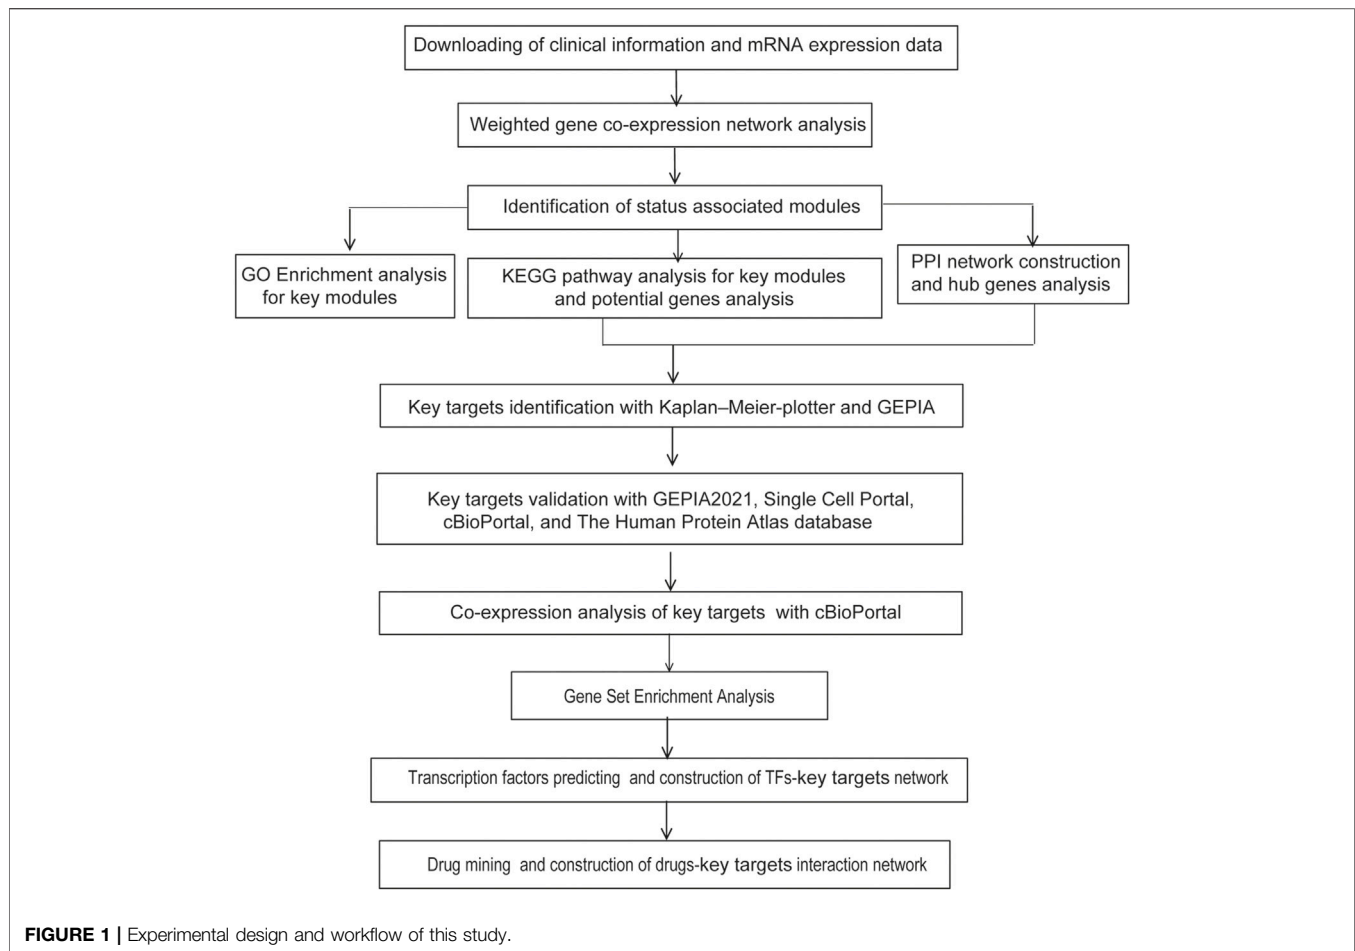 Downloading of clinical information and mRNA expression data
Weighted gene co-expression network analysis
Identification of status associated modules
GO Enrichment analysis
for key modules
KEGG pathway analysis for key modules
and potential genes analysis
PPI network construction
and hub genes analysis
Key targets identification with Kaplan–Meier-plotter and GEPIA
Key targets validation with GEPIA2021, Single Cell Portal,
cBioPortal, and The Human Protein Atlas database
Co-expression analysis of key targets with cBioPortal
Gene Set Enrichment Analysis
Transcription factors predicting and construction of TFs-key targets network
Drug mining and construction of drugs-key targets interaction network
FIGURE 1 | Experimental design and workflow of this study.